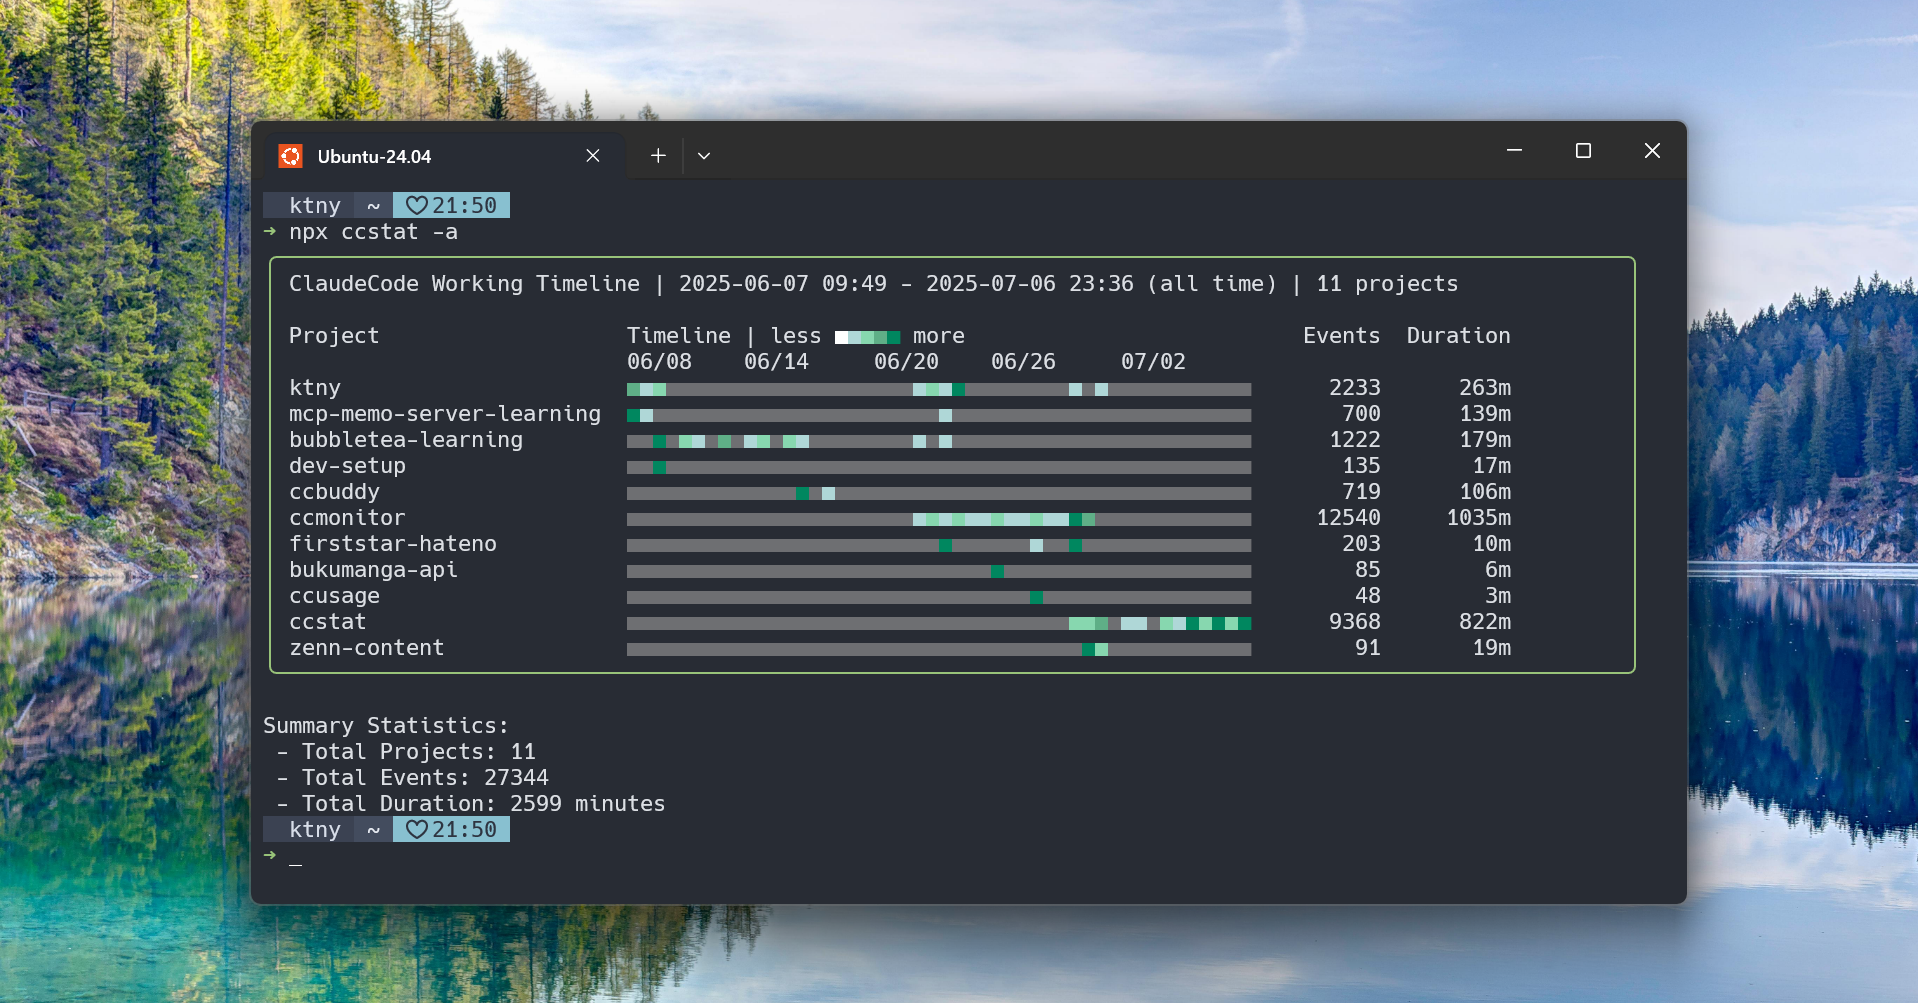 Ubuntu-24.04
ktny ~ ♡21:50
➜ npx ccstat -a
ClaudeCode Working Timeline | 2025-06-07 09:49 - 2025-07-06 23:36 (all time) | 11 projects
Project Timeline | less more Events Duration
06/08 06/14 06/20 06/26 07/02
ktny 2233 263m
mcp-memo-server-learning 700 139m
bubbletea-learning 1222 179m
dev-setup 135 17m
ccbuddy 719 106m
ccmonitor 12540 1035m
firststar-hateno 203 10m
bukumanga-api 85 6m
ccusage 48 3m
ccstat 9368 822m
zenn-content 91 19m
Summary Statistics:
- Total Projects: 11
- Total Events: 27344
- Total Duration: 2599 minutes
ktny ~ ♡21:50
➜ _